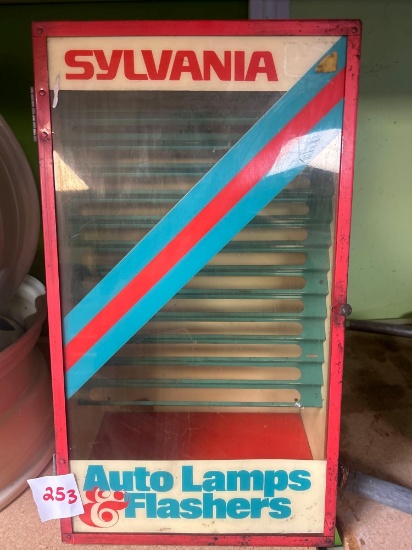 SYLVANIA
Auto Lamps
& Flashers
253